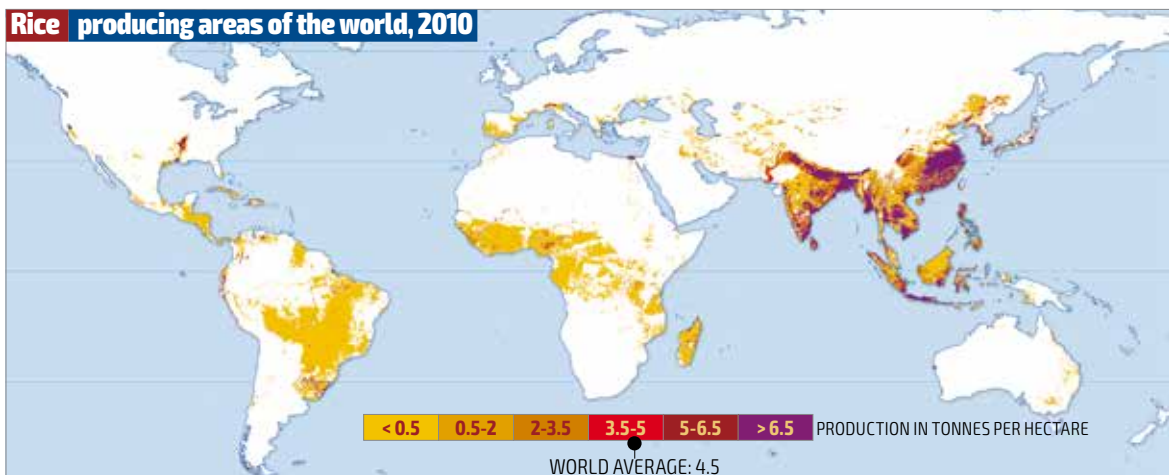 Rice producing areas of the world, 2010
< 0.5 0.5-2 2-3.5 3.5-5 5-6.5 > 6.5 PRODUCTION IN TONNES PER HECTARE
WORLD AVERAGE: 4.5